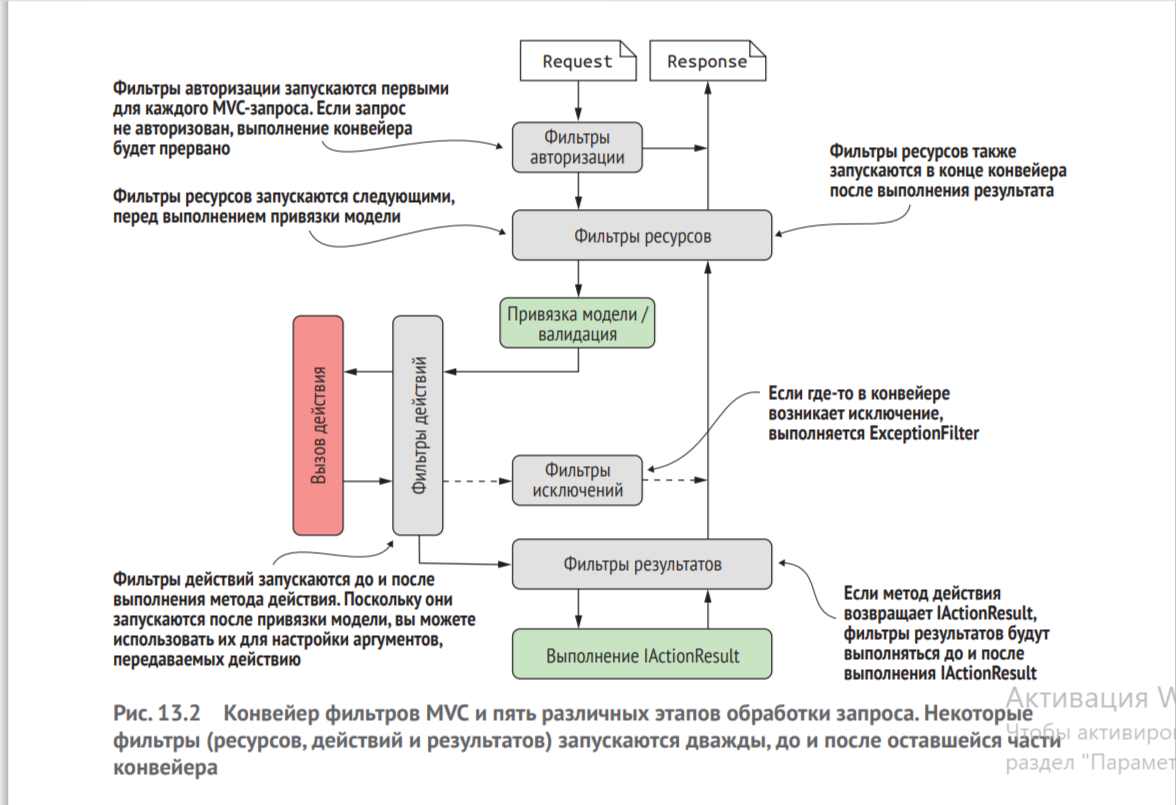 Request
Response
Фильтры авторизации запускаются первыми
для каждого MVC-запроса. Если запрос
не авторизован, выполнение конвейера
будет прервано
Фильтры
авторизации
Фильтры ресурсов также
запускаются в конце конвейера
после выполнения результата
Фильтры ресурсов запускаются следующими,
перед выполнением привязки модели
Фильтры ресурсов
Привязка модели /
валидация
Вызов действия
Фильтры действий
Если где-то в конвейере
возникает исключение,
выполняется ExceptionFilter
Фильтры
исключений
Фильтры результатов
Фильтры действий запускаются до и после
выполнения метода действия. Поскольку они
запускаются после привязки модели, вы можете
использовать их для настройки аргументов,
передаваемых действию
Если метод действия
возвращает IActionResult,
фильтры результатов будут
выполняться до и после
выполнения IActionResult
Выполнение IActionResult
Рис. 13.2 Конвейер фильтров MVC и пять различных этапов обработки запроса. Некоторые
фильтры (ресурсов, действий и результатов) запускаются дважды, до и после оставшейся части
конвейера
Активация W
Чтобы активиро
раздел "Парамет